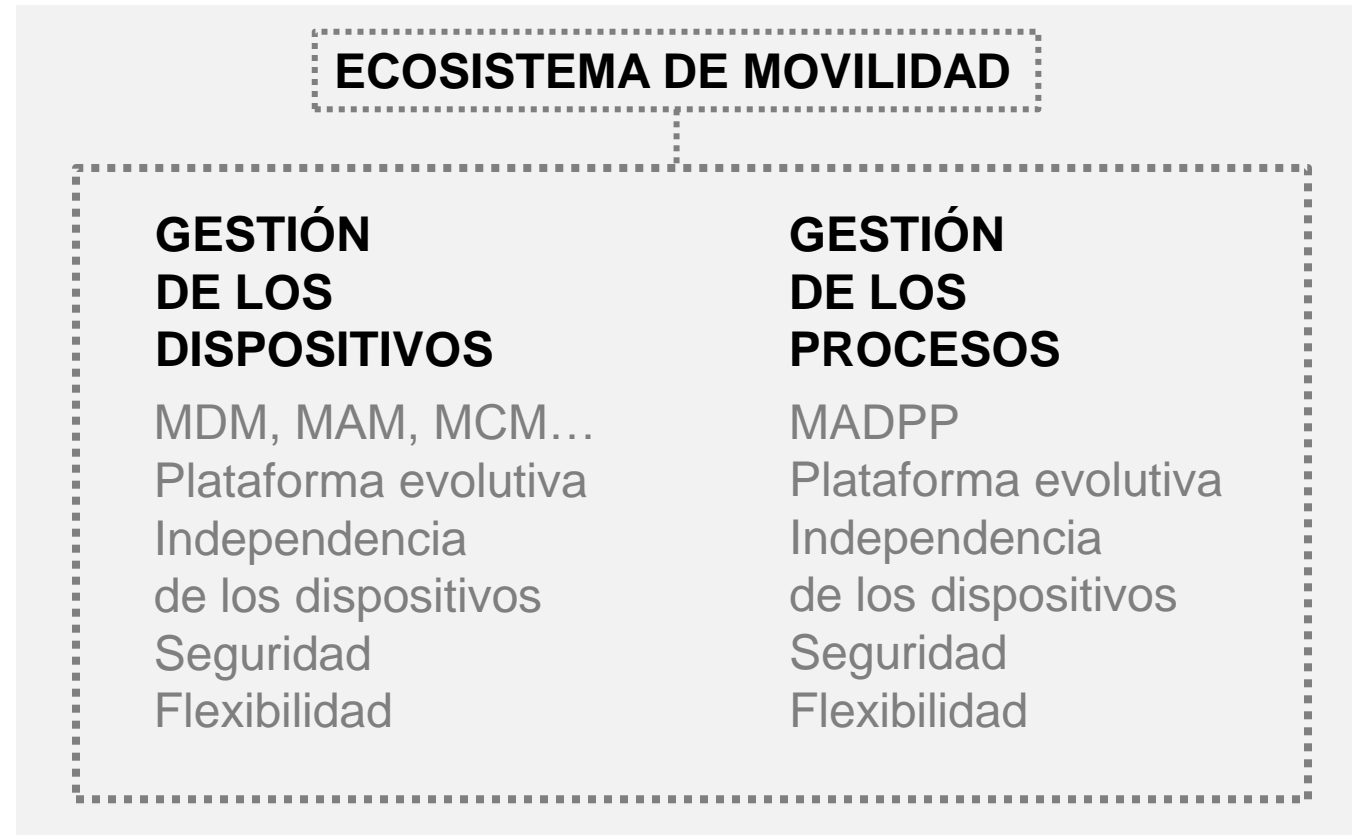 ECOSISTEMA DE MOVILIDAD
GESTIÓN
DE LOS
DISPOSITIVOS
MDM, MAM, MCM…
Plataforma evolutiva
Independencia
de los dispositivos
Seguridad
Flexibilidad
GESTIÓN
DE LOS
PROCESOS
MADPP
Plataforma evolutiva
Independencia
de los dispositivos
Seguridad
Flexibilidad